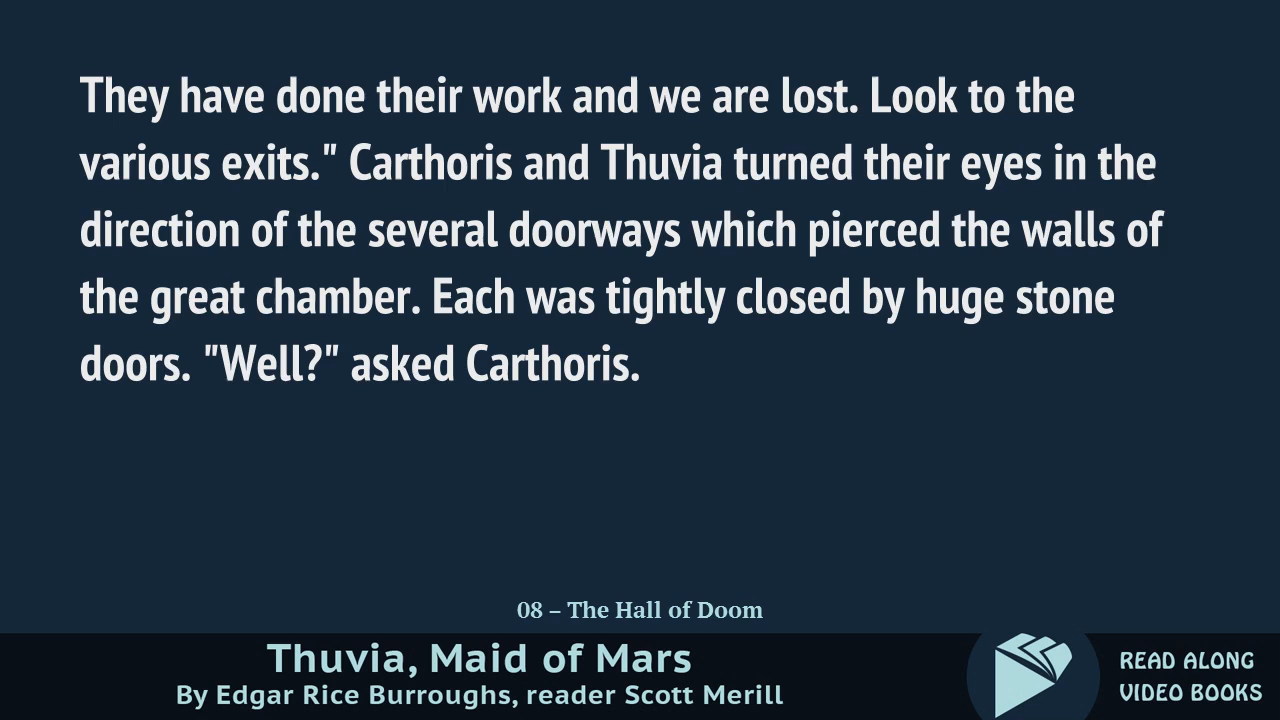 They have done their work and we are lost. Look to the
various exits." Carthoris and Thuvia turned their eyes in the
direction of the several doorways which pierced the walls of
the great chamber. Each was tightly closed by huge stone
doors. "Well?" asked Carthoris.
08 – The Hall of Doom
Thuvia, Maid of Mars
By Edgar Rice Burroughs, reader Scott Merill
READ ALONG
VIDEO BOOKS